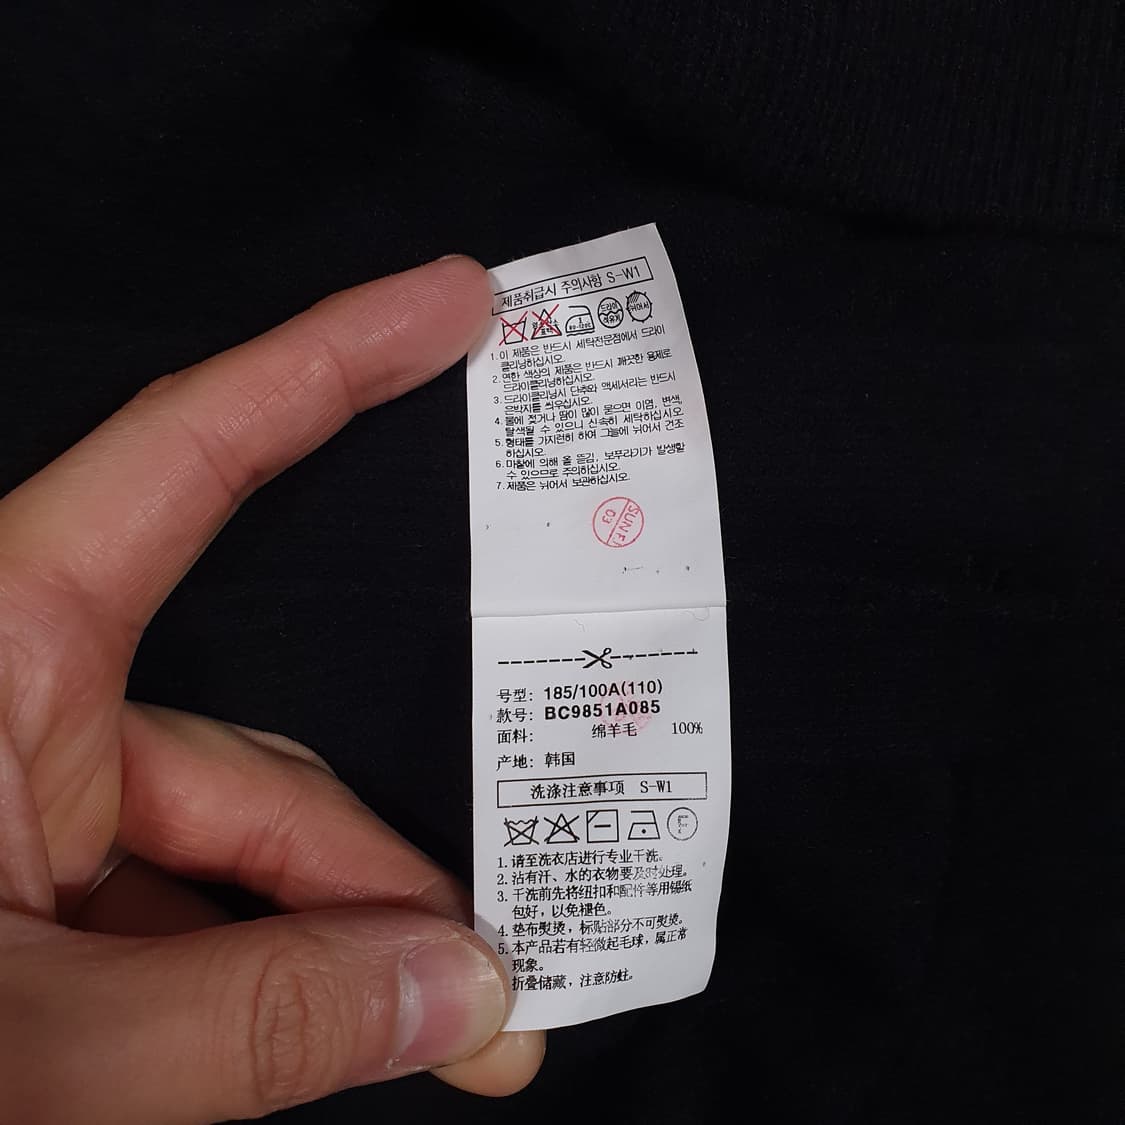 제품취급시 주의사항 S-W1
드라이
석유계
뉘어서
1. 이 제품은 반드시 세탁전문점에서 드라이
클리닝하십시오.
2. 연한 색상의 제품은 반드시 깨끗한 용제로
드라이클리닝하십시오.
3. 드라이클리닝시 단추와 액세서리는 반드시
은박지를 씌우십시오.
4. 물에 젖거나 땀이 많이 묻으면 이염, 변색,
탈색될 수 있으니 신속히 세탁하십시오.
5. 형태를 가지런히 하여 그늘에 뉘어서 건조
하십시오.
6. 마찰에 의해 올 뜯김, 보푸라기가 발생할
수 있으므로 주의하십시오.
7. 제품은 뉘어서 보관하십시오.
03
号型: 185/100A(110)
款号: BC9851A085
面料: 绵羊毛 100%
产地: 韩国
洗涤注意事项 S-W1
1. 请至洗衣店进行专业干洗。
2. 沾有汗、水的衣物要及时处理。
3. 干洗前先将纽扣和配件等用锡纸
包好，以免褪色。
4. 垫布熨烫，标贴部分不可熨烫。
5. 本产品若有轻微起毛球，属正常
现象。
折叠储藏，注意防蛀。